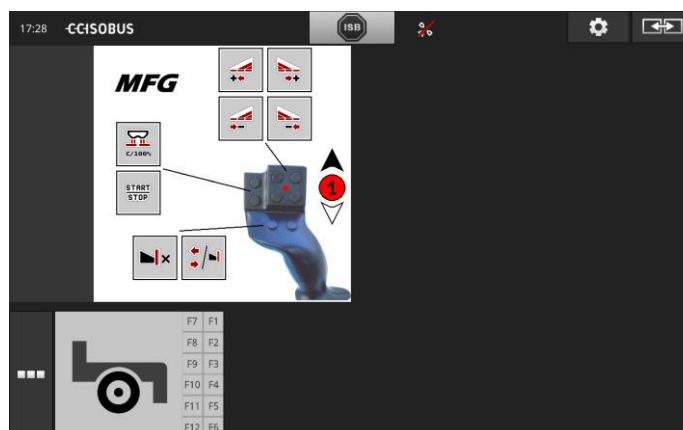 17:28 CCISOBUS ISB
MFG
C/100%
START
STOP
1
F7 F1
F8 F2
F9 F3
F10 F4
F11 F5
F12 F6